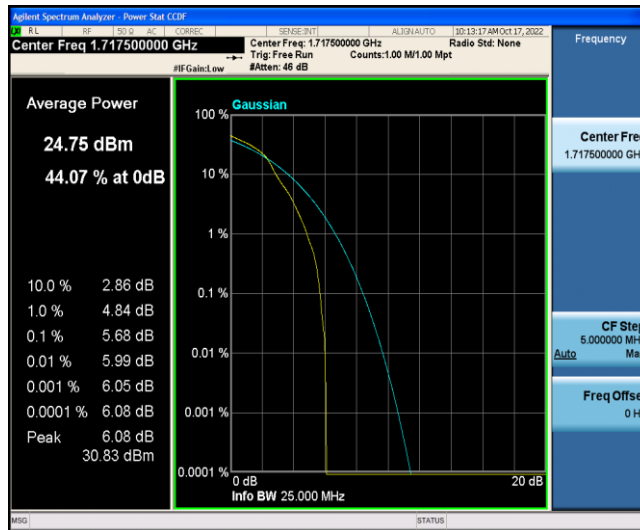 Agilent Spectrum Analyzer - Power Stat CCDF
RL RF 50 Ω AC CORREC SENSE:INT ALIGNAUTO 10:13:17 AM Oct 17, 2022
Center Freq 1.717500000 GHz
Center Freq: 1.717500000 GHz Radio Std: None
Trig: Free Run Counts:1.00 M/1.00 Mpt
#IFGain:Low #Atten: 46 dB
Frequency
Average Power
24.75 dBm
44.07 % at 0dB
10.0 % 2.86 dB
1.0 % 4.84 dB
0.1 % 5.68 dB
0.01 % 5.99 dB
0.001 % 6.05 dB
0.0001 % 6.08 dB
Peak 6.08 dB
30.83 dBm
Gaussian
100 %
10 %
1 %
0.1 %
0.01 %
0.001 %
0.0001 %
0 dB 20 dB
Info BW 25.000 MHz
Center Fre
1.717500000 GH
CF Step
5.000000 MH
Auto Ma
Freq Offse
0 H
MSG STATUS